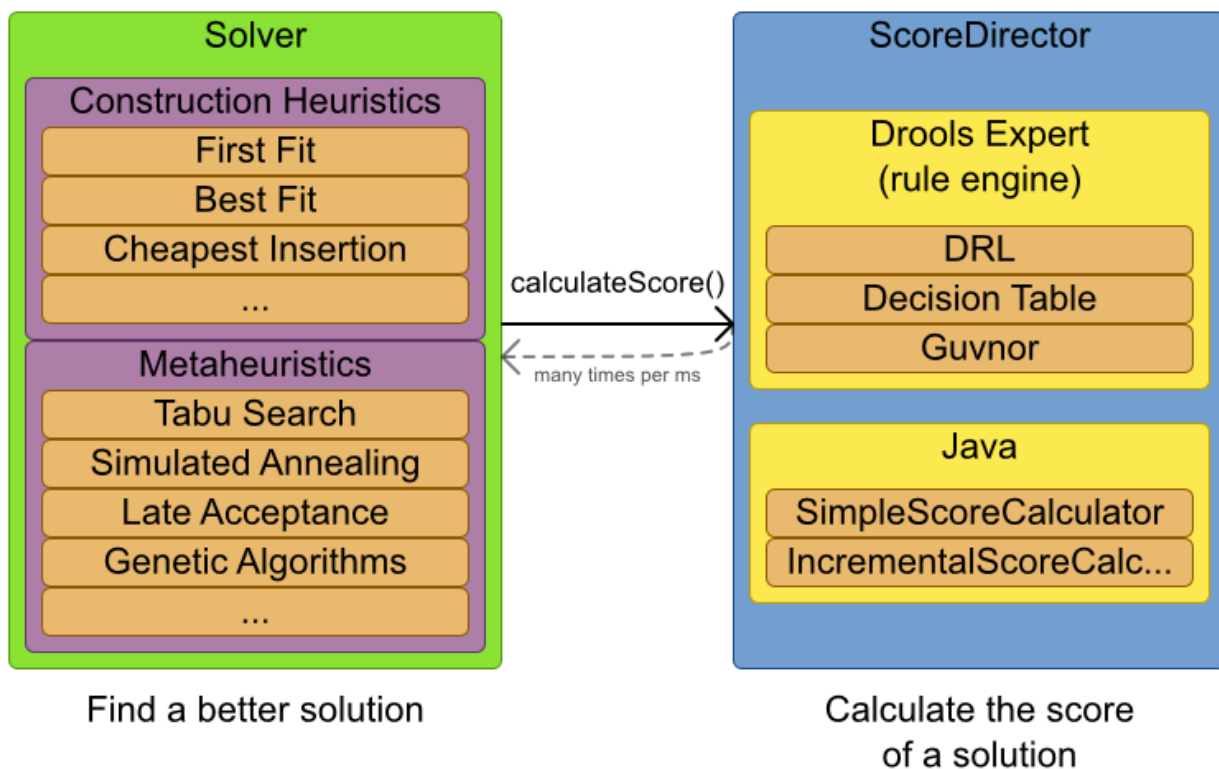 Solver
Construction Heuristics
First Fit
Best Fit
Cheapest Insertion
...
Metaheuristics
Tabu Search
Simulated Annealing
Late Acceptance
Genetic Algorithms
...
Find a better solution
calculateScore()
many times per ms
ScoreDirector
Drools Expert
(rule engine)
DRL
Decision Table
Guvnor
Java
SimpleScoreCalculator
IncrementalScoreCalc...
Calculate the score
of a solution